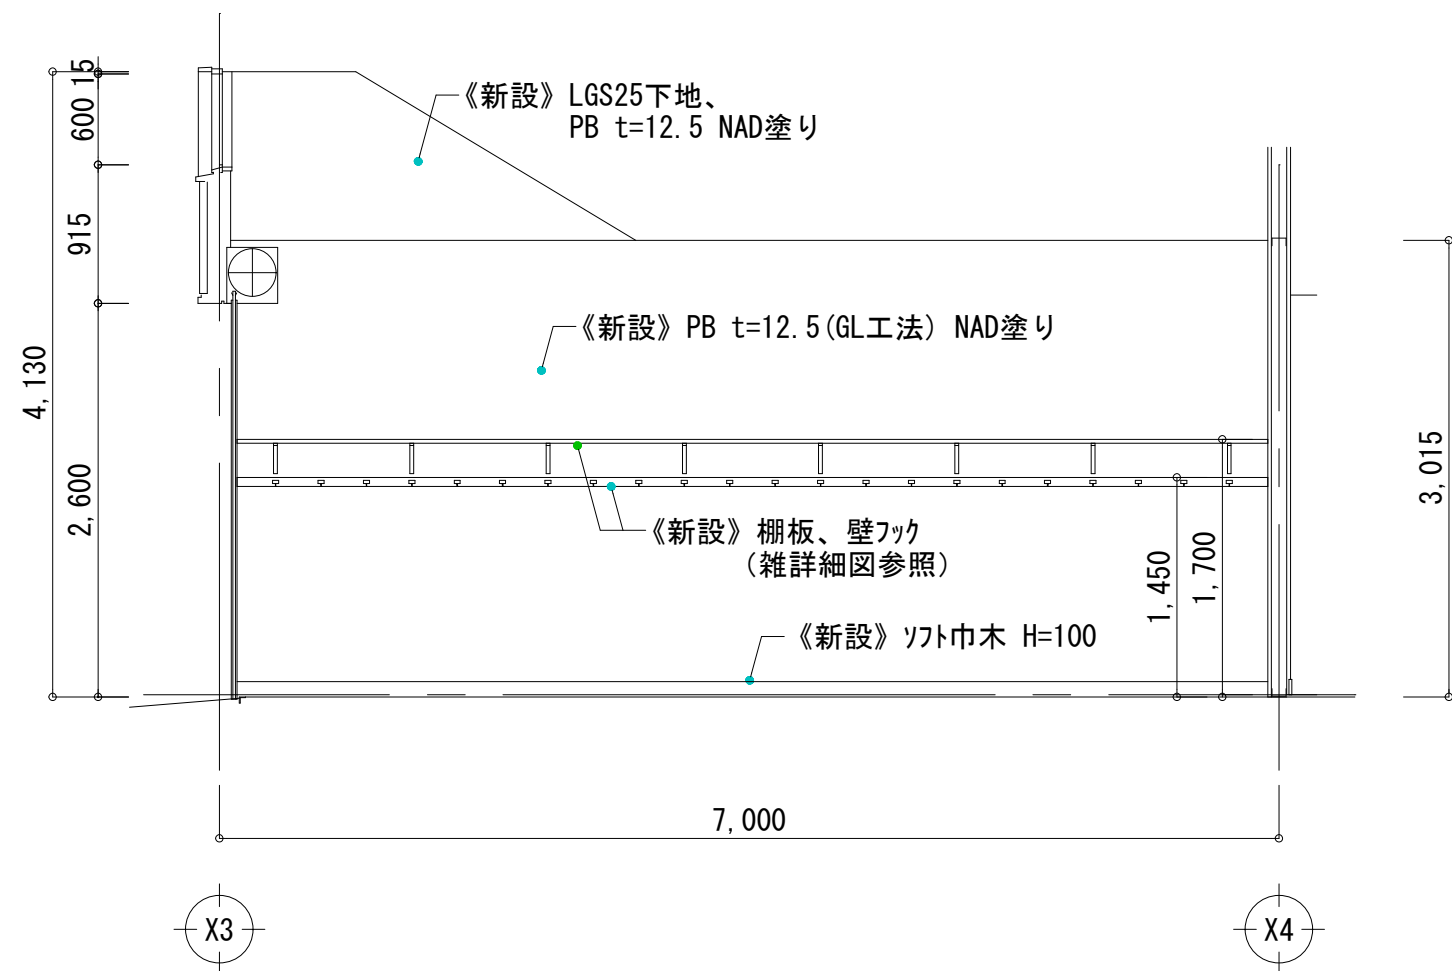 15
600
《新設》LGS25下地、
PB t=12.5 NAD塗り
915
《新設》PB t=12.5(GL工法) NAD塗り
4,130
2,600
3,015
《新設》棚板、壁ﾌｯｸ
(雑詳細図参照)
1,450
1,700
《新設》ｿﾌﾄ巾木 H=100
7,000
X3
X4